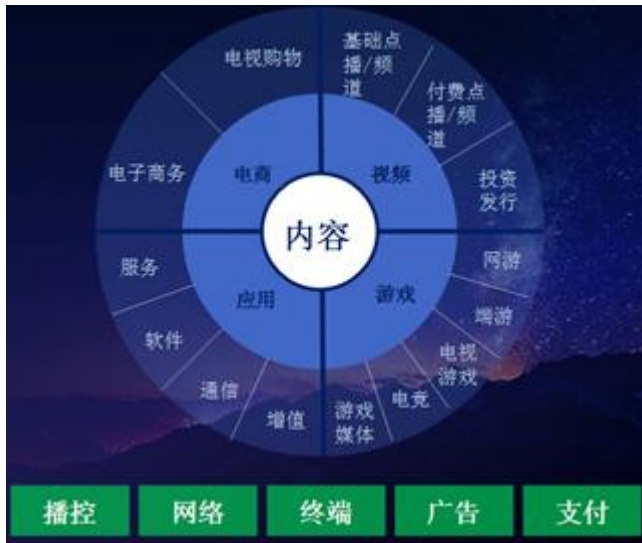 电视购物
基础点
播/频
道
付费点
播/频
道
电子商务
电商
视频
投资
发行
内容
服务
网游
应用
游戏
软件
端游
电视
游戏
通信
电竞
增值
游戏
媒体
播控
网络
终端
广告
支付